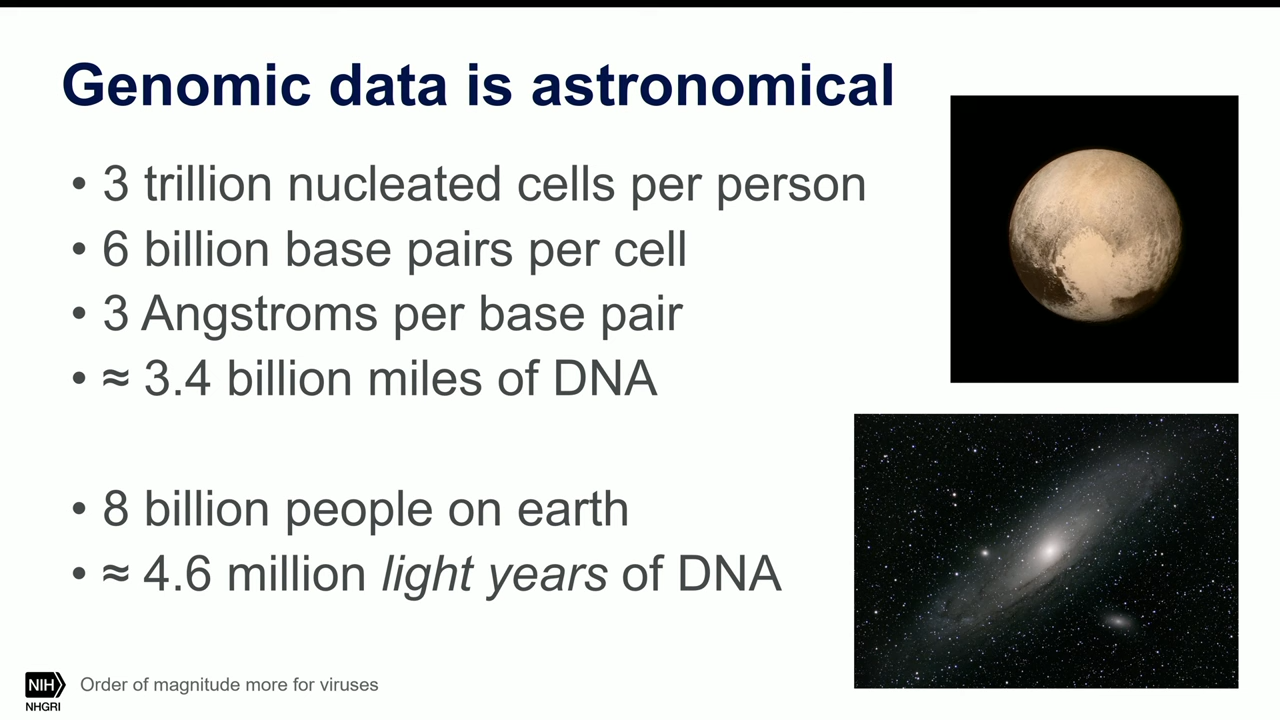 Genomic data is astronomical
• 3 trillion nucleated cells per person
• 6 billion base pairs per cell
• 3 Angstroms per base pair
• ≈ 3.4 billion miles of DNA
• 8 billion people on earth
• ≈ 4.6 million light years of DNA
NIH
NHGRI
Order of magnitude more for viruses